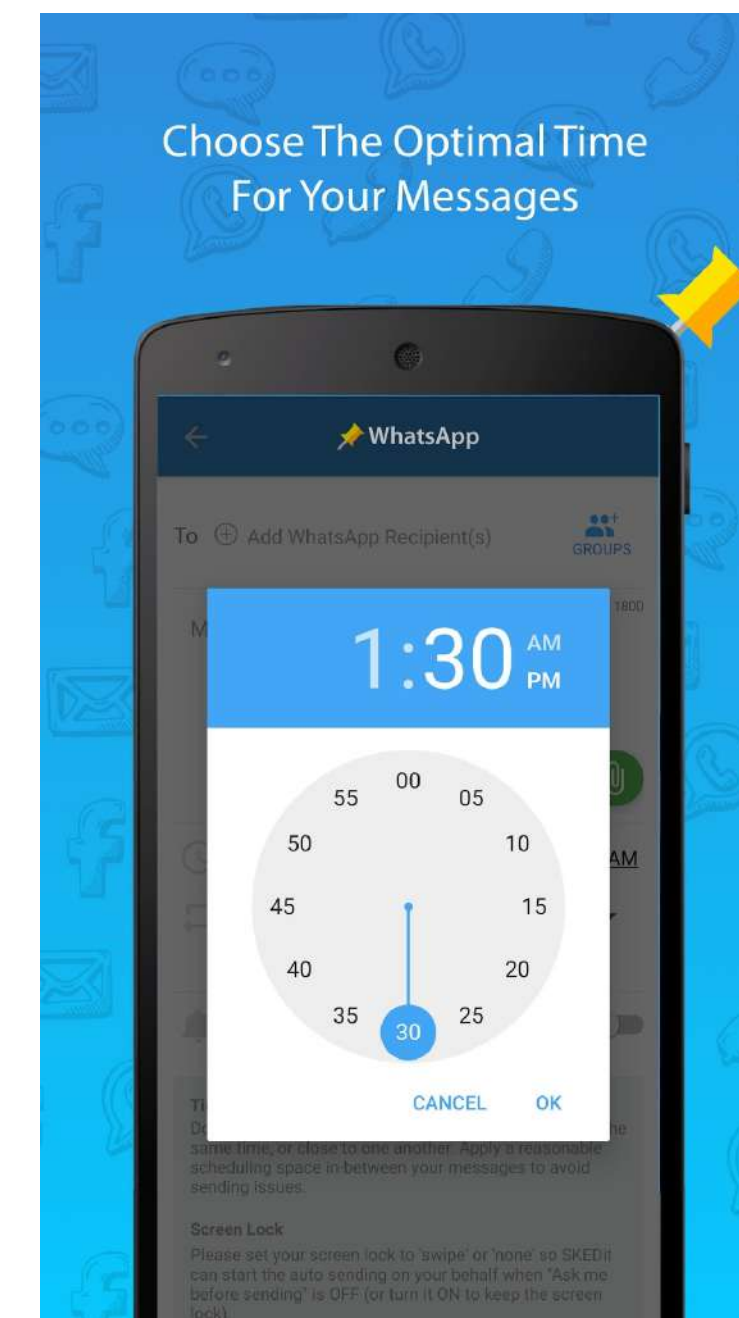 Choose The Optimal Time
For Your Messages
WhatsApp
To Add WhatsApp Recipient(s)
GROUPS
1800
M
1:30 AM
PM
00
55 05
50 10
45 15
40 20
35 25
30
AM
CANCEL OK
same time, or close to one another. Apply a reasonable
scheduling space in between your messages to avoid
sending issues.
Screen Lock
Please set your screen lock to 'swipe' or 'none' so SKEDit
can start the auto sending on your behalf when "Ask me
before sending" is OFF (or turn it ON to keep the screen
lock)